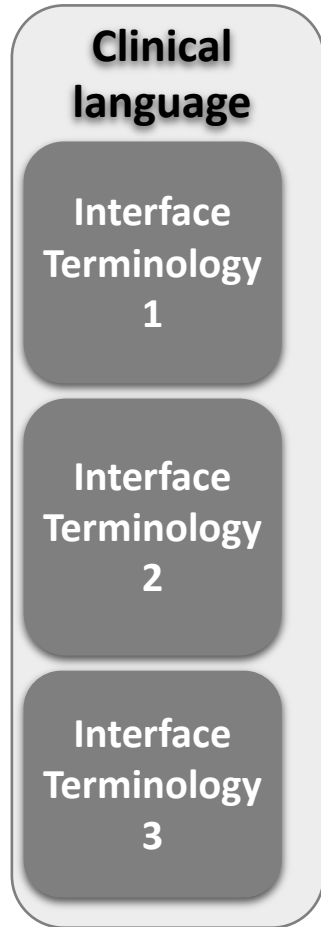 Clinical
language
Interface
Terminology
1
Interface
Terminology
2
Interface
Terminology
3